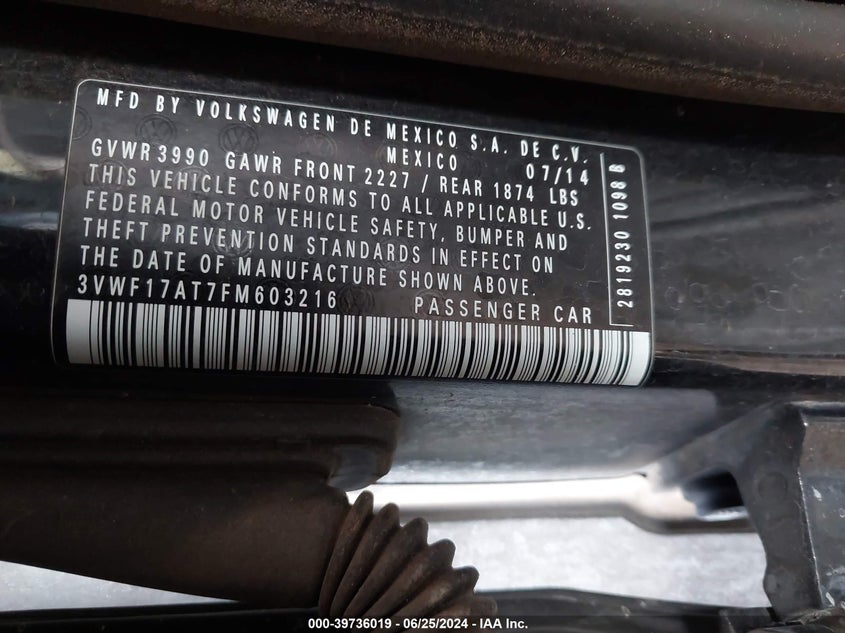 MFD BY VOLKSWAGEN DE MEXICO S.A. DE C.V.
MEXICO 07/14
GVWR3990 GAWR FRONT 2227 / REAR 1874 LBS
THIS VEHICLE CONFORMS TO ALL APPLICABLE U.S.
FEDERAL MOTOR VEHICLE SAFETY, BUMPER AND
THEFT PREVENTION STANDARDS IN EFFECT ON
THE DATE OF MANUFACTURE SHOWN ABOVE.
3VWF17AT7FM603216 PASSENGER CAR
2819230 1098 B
000-39736019 - 06/25/2024 - IAA Inc.